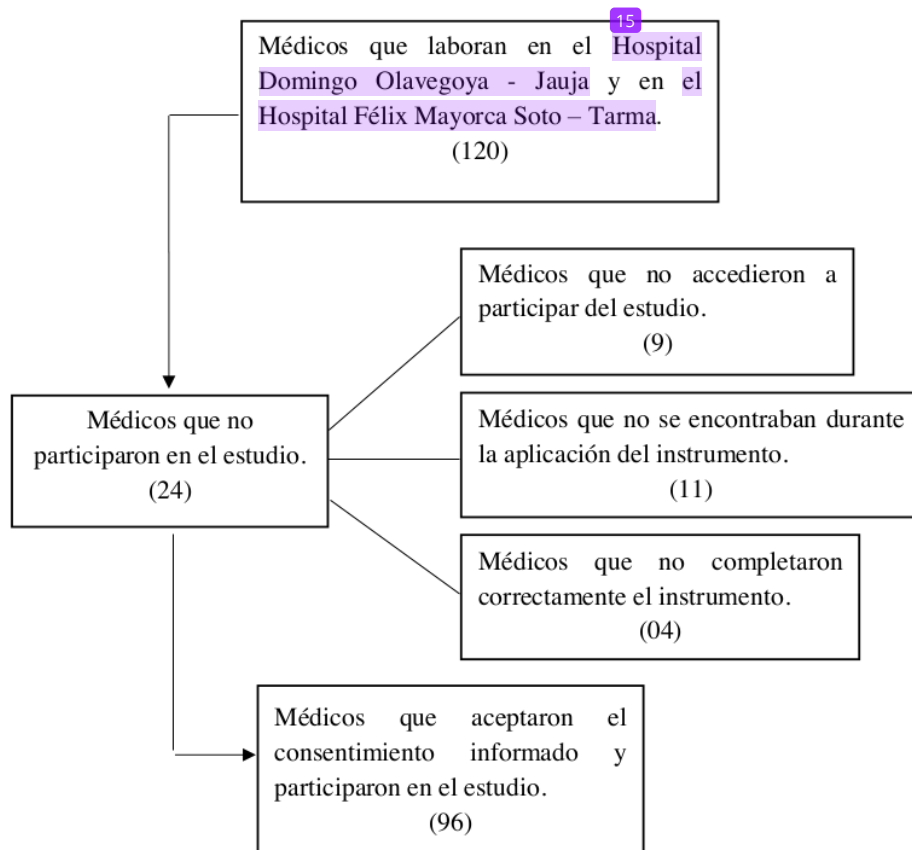 15
Médicos que laboran en el Hospital
Domingo Olavegoya - Jauja y en el
Hospital Félix Mayorca Soto – Tarma.
(120)
Médicos que no accedieron a
participar del estudio.
(9)
Médicos que no
participaron en el estudio.
(24)
Médicos que no se encontraban durante
la aplicación del instrumento.
(11)
Médicos que no completaron
correctamente el instrumento.
(04)
Médicos que aceptaron el
consentimiento informado y
participaron en el estudio.
(96)